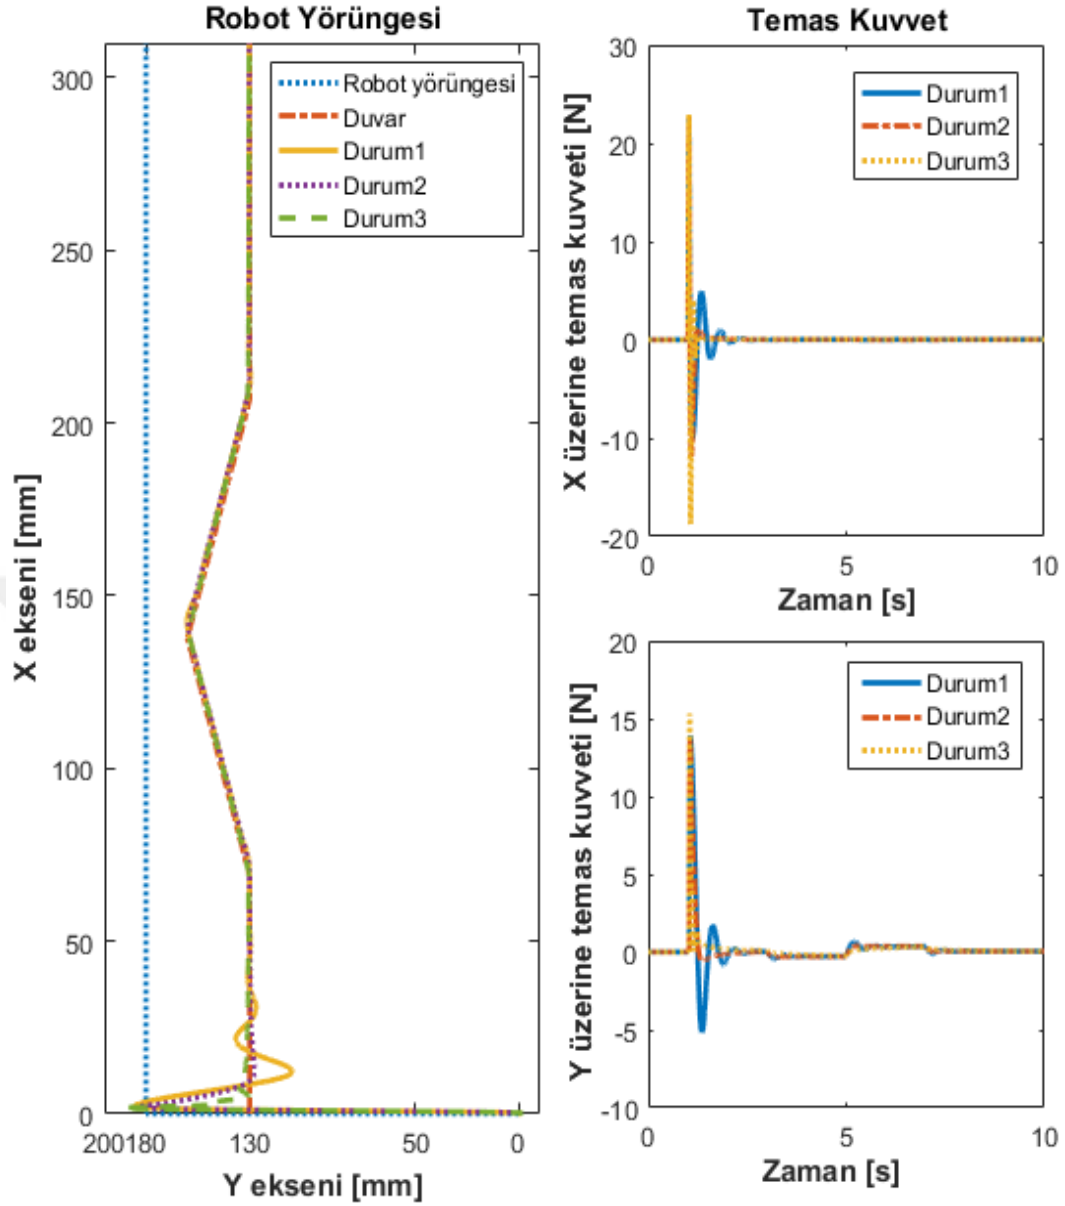 Robot Yörüngesi
300
250
200
150
100
50
0
X ekseni [mm]
Robot yörüngesi
Duvar
Durum1
Durum2
Durum3
200
180
130
50
0
Y ekseni [mm]
Temas Kuvvet
30
20
10
0
-10
-20
X üzerine temas kuvveti [N]
Durum1
Durum2
Durum3
0
5
10
Zaman [s]
20
15
10
5
0
-5
-10
Y üzerine temas kuvveti [N]
Durum1
Durum2
Durum3
0
5
10
Zaman [s]